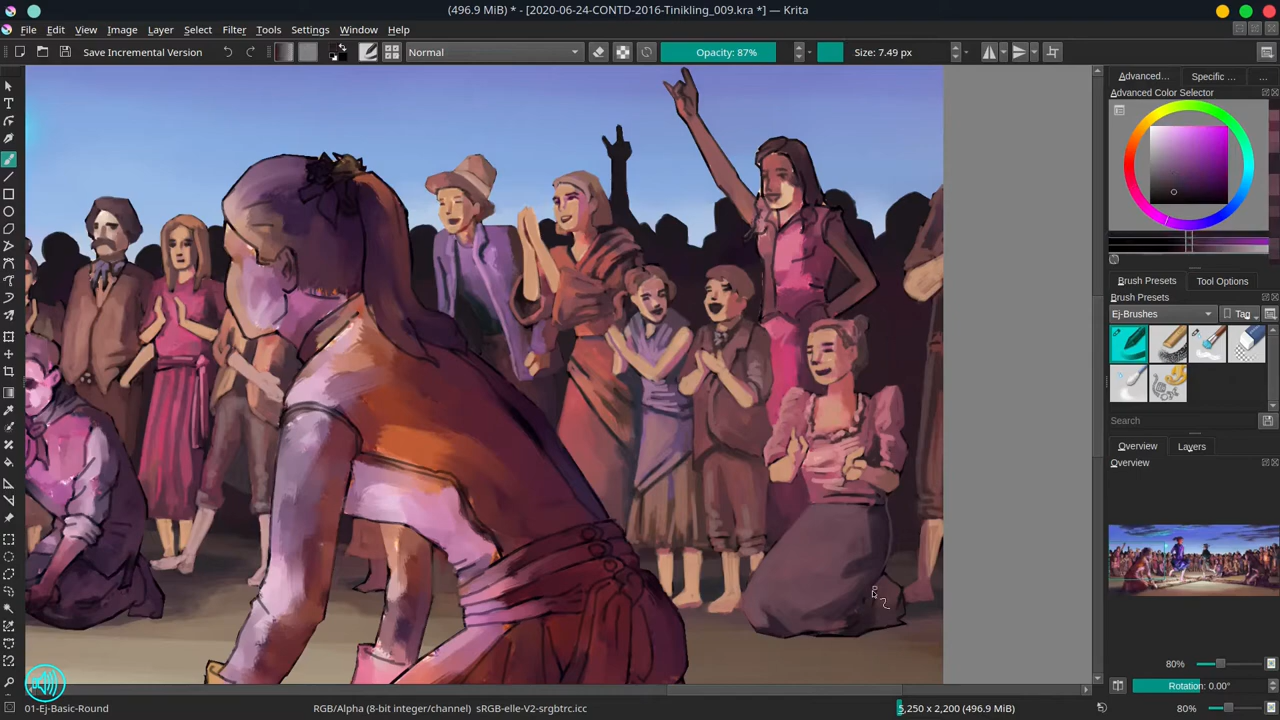 (496.9 MiB) * - [2020-06-24-CONTD-2016-Tinikling_009.kra *] — Krita
File Edit View Image Layer Select Filter Tools Settings Window Help
Save Incremental Version Normal Opacity: 87% Size: 7.49 px
Advanced... Specific ... ...
Advanced Color Selector
Brush Presets Tool Options
Brush Presets
Ej-Brushes Tag
Search
Overview Layers
Overview
80%
Rotation: 0.00°
01-Ej-Basic-Round RGB/Alpha (8-bit integer/channel) sRGB-elle-V2-srgbtrc.icc 5,250 x 2,200 (496.9 MiB) 80%